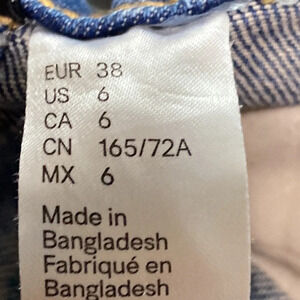 EUR 38
US 6
CA 6
CN 165/72A
MX 6
Made in
Bangladesh
Fabriqué en
Bangladesh